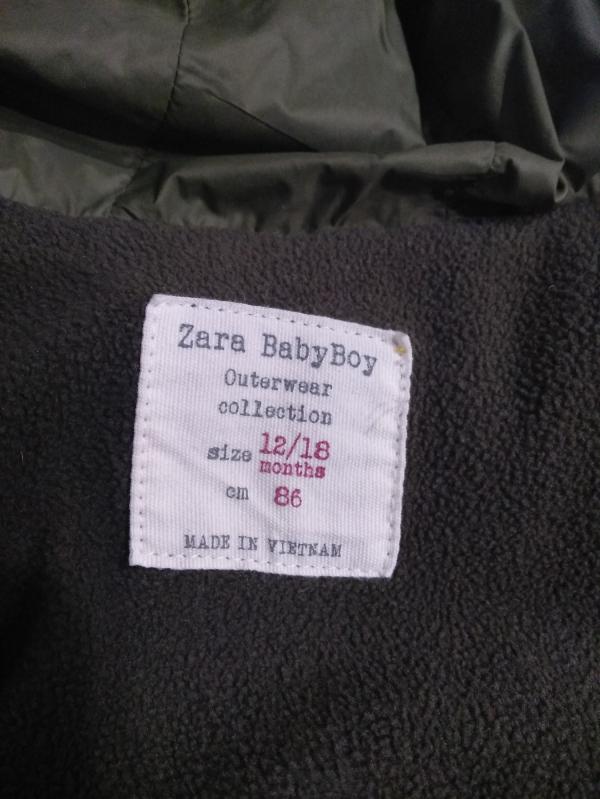 Zara BabyBoy
Outerwear
collection
size 12/18
months
cm 86
MADE IN VIETNAM